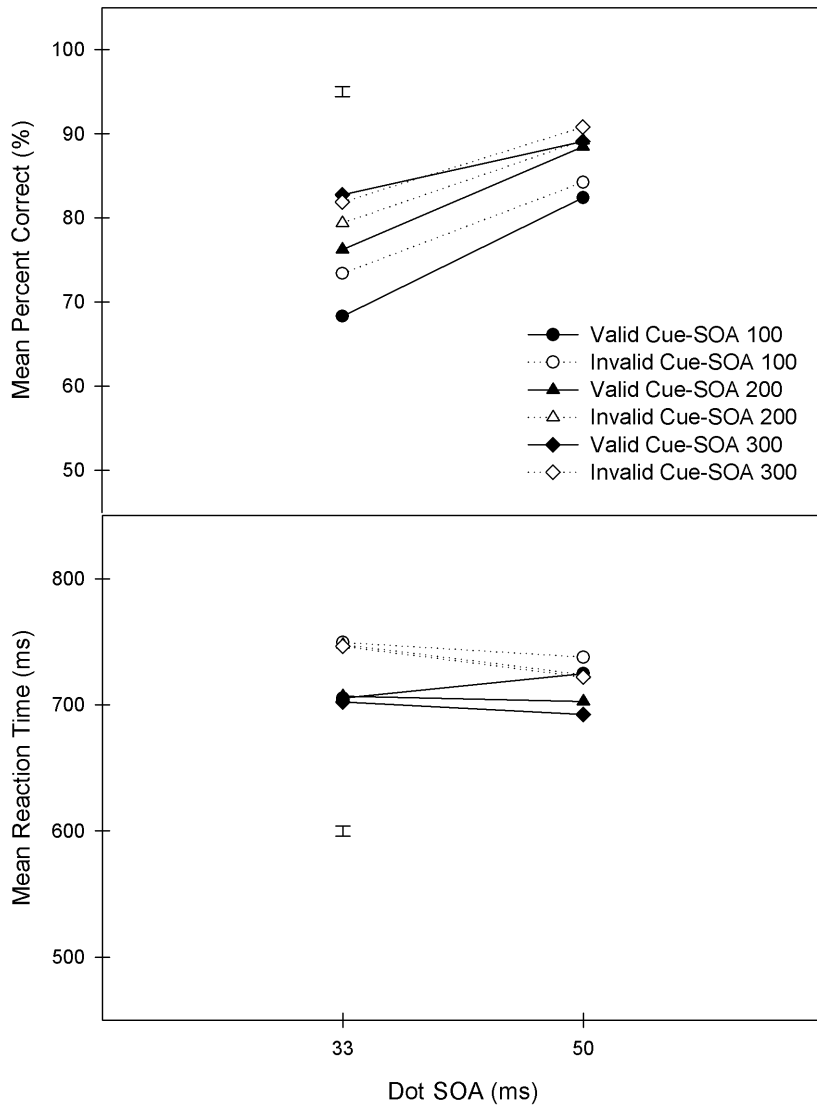 Mean Percent Correct (%)
100
90
80
70
60
50
Valid Cue-SOA 100
Invalid Cue-SOA 100
Valid Cue-SOA 200
Invalid Cue-SOA 200
Valid Cue-SOA 300
Invalid Cue-SOA 300
Mean Reaction Time (ms)
800
700
600
500
33
50
Dot SOA (ms)